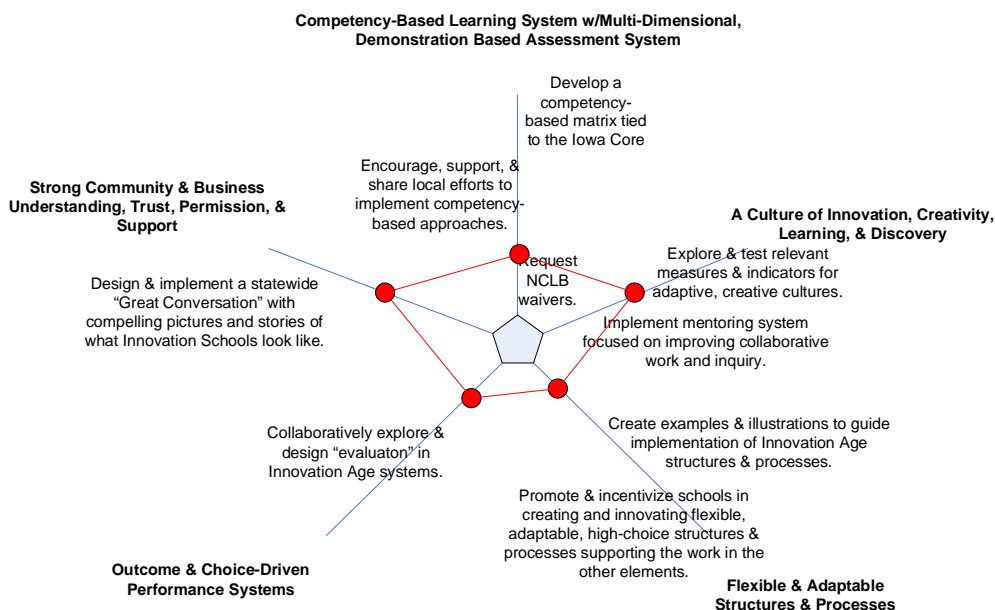 Competency-Based Learning System w/Multi-Dimensional,
Demonstration Based Assessment System
Develop a
competency-
based matrix tied
to the Iowa Core
Encourage, support, &
share local efforts to
implement competency-
based approaches.
Request
NCLB
waivers.
Strong Community & Business
Understanding, Trust, Permission, &
Support
Design & implement a statewide
“Great Conversation” with
compelling pictures and stories of
what Innovation Schools look like.
A Culture of Innovation, Creativity,
Learning, & Discovery
Explore & test relevant
measures & indicators for
adaptive, creative cultures.
Implement mentoring system
focused on improving collaborative
work and inquiry.
Create examples & illustrations to guide
implementation of Innovation Age
structures & processes.
Promote & incentivize schools in
creating and innovating flexible,
adaptable, high-choice structures &
processes supporting the work in the
other elements.
Flexible & Adaptable
Structures & Processes
Collaboratively explore &
design “evaluaton” in
Innovation Age systems.
Outcome & Choice-Driven
Performance Systems